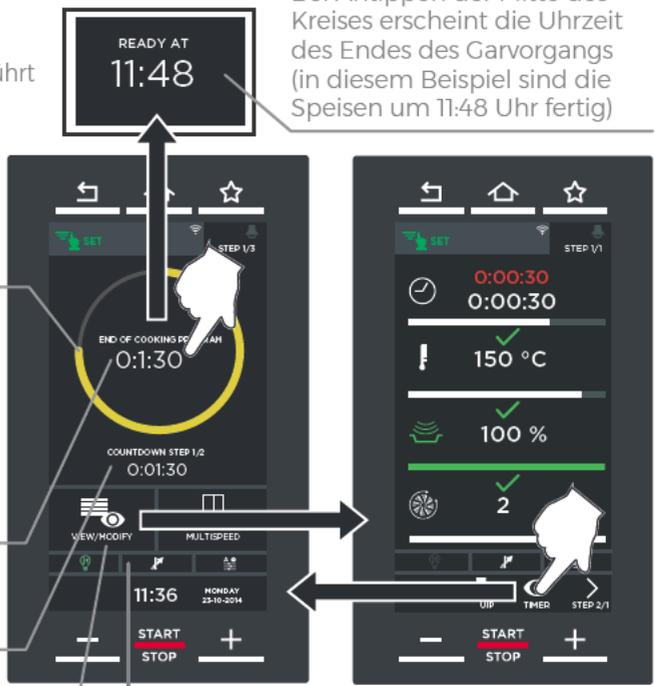 Kreises erscheint die Uhrzeit
des Endes des Garvorgangs
(in diesem Beispiel sind die
Speisen um 11:48 Uhr fertig)
READY AT
11:48
SET
STEP 1/3
END OF COOKING
0:1:30
COUNTDOWN STEP 1/2
0:01:30
VIEW/MODIFY
MULTISPEED
11:36
MONDAY
23-10-2014
START
STOP
SET
STEP 1/1
0:00:30
0:00:30
150 °C
100 %
2
TIMER
STEP 2/1
START
STOP